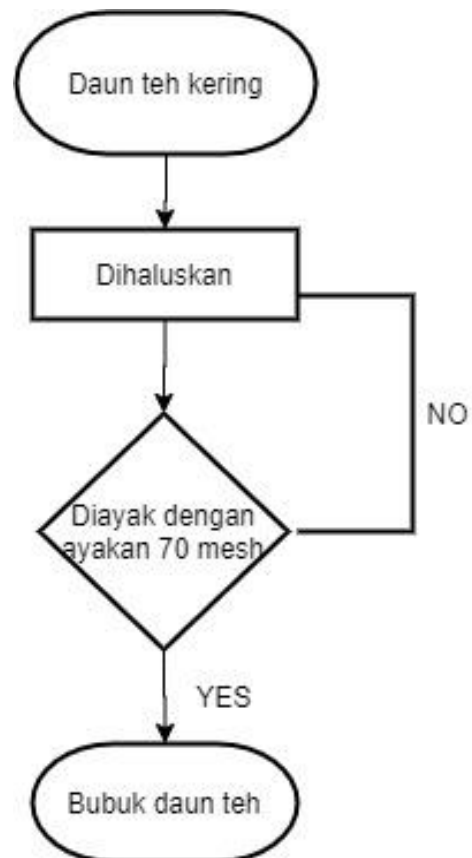 Daun teh kering
Dihaluskan
NO
Diayak dengan
ayakan 70 mesh
YES
Bubuk daun teh